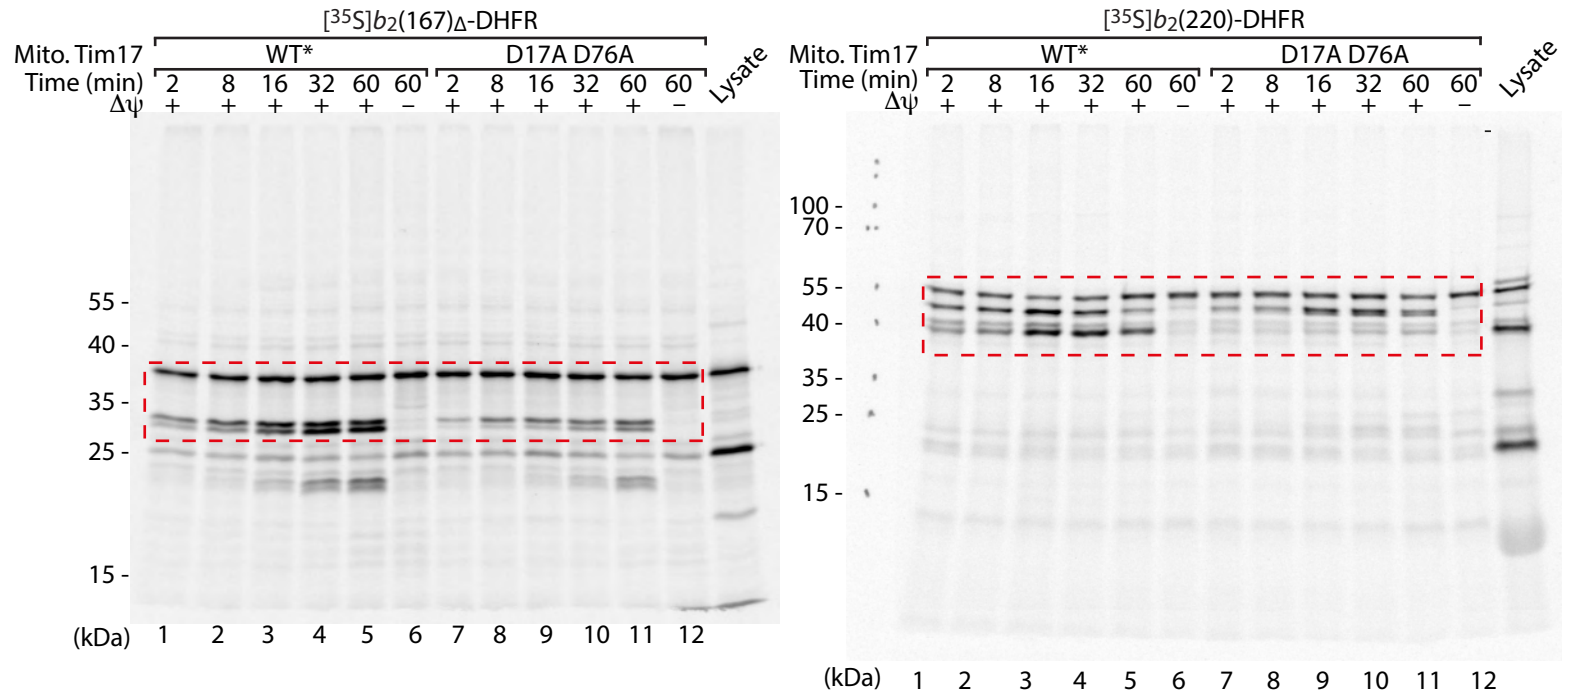 [³⁵S]b₂(167)Δ-DHFR
Mito. Tim17 WT* D17A D76A Lysate
Time (min) 2 8 16 32 60 60 2 8 16 32 60 60
Δψ + + + + + – + + + + + –
55 -
40 -
35 -
25 -
15 -
(kDa) 1 2 3 4 5 6 7 8 9 10 11 12
[³⁵S]b₂(220)-DHFR
Mito. Tim17 WT* D17A D76A Lysate
Time (min) 2 8 16 32 60 60 2 8 16 32 60 60
Δψ + + + + + – + + + + + –
-
100 -
70 -
55 -
40 -
35 -
25 -
15 -
(kDa) 1 2 3 4 5 6 7 8 9 10 11 12